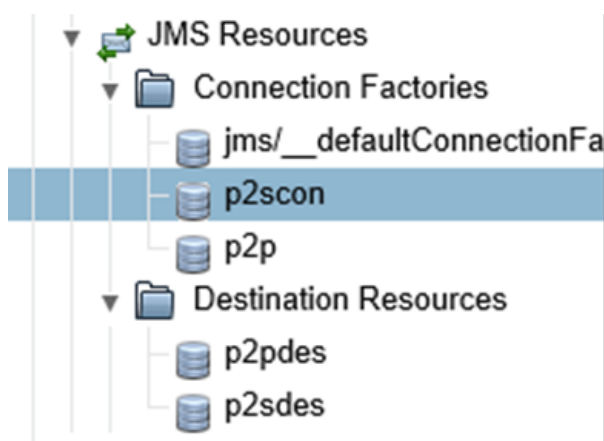 JMS Resources
Connection Factories
jms/__defaultConnectionFa
p2scon
p2p
Destination Resources
p2pdes
p2sdes